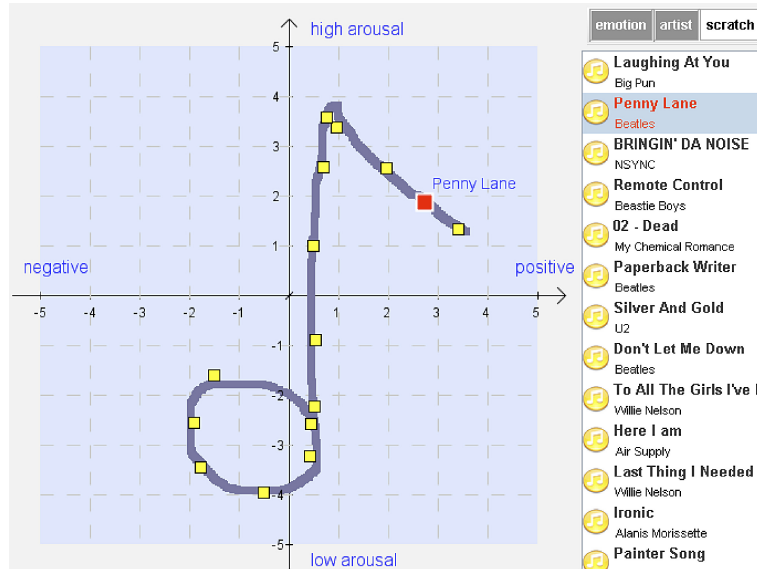 high arousal
5
4
3
2
1
-1
-2
-3
-4
-5
low arousal
negative
positive
-5 -4 -3 -2 -1 1 2 3 4 5
Penny Lane
emotion artist scratch
Laughing At You
Big Pun
Penny Lane
Beatles
BRINGIN' DA NOISE
NSYNC
Remote Control
Beastie Boys
02 - Dead
My Chemical Romance
Paperback Writer
Beatles
Silver And Gold
U2
Don't Let Me Down
Beatles
To All The Girls I've
Willie Nelson
Here I am
Air Supply
Last Thing I Needed
Willie Nelson
Ironic
Alanis Morissette
Painter Song